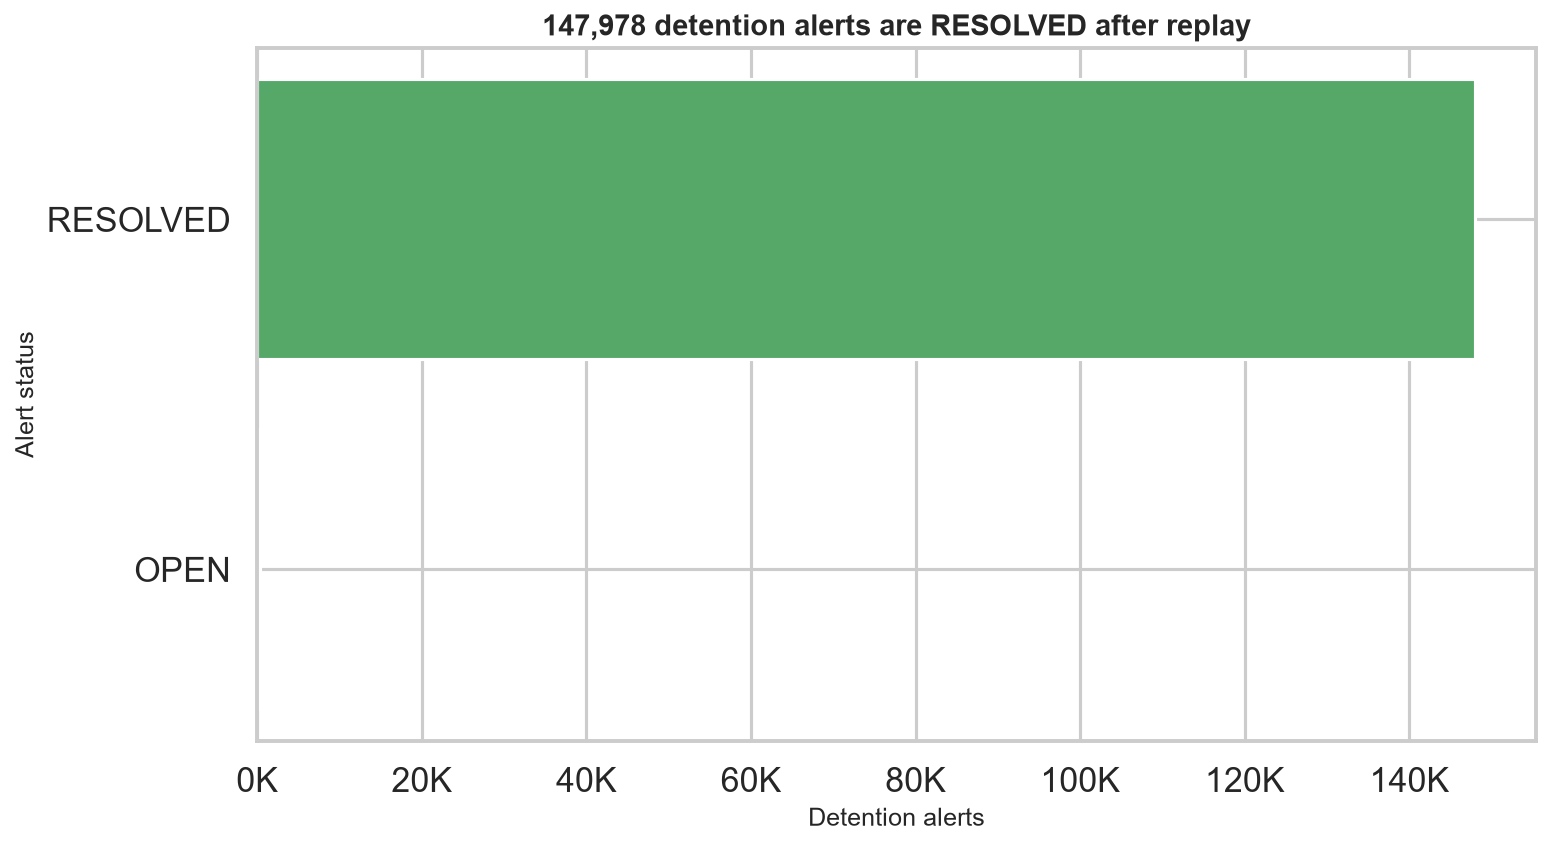 147,978 detention alerts are RESOLVED after replay
RESOLVED
Alert status
OPEN
0K 20K 40K 60K 80K 100K 120K 140K
Detention alerts